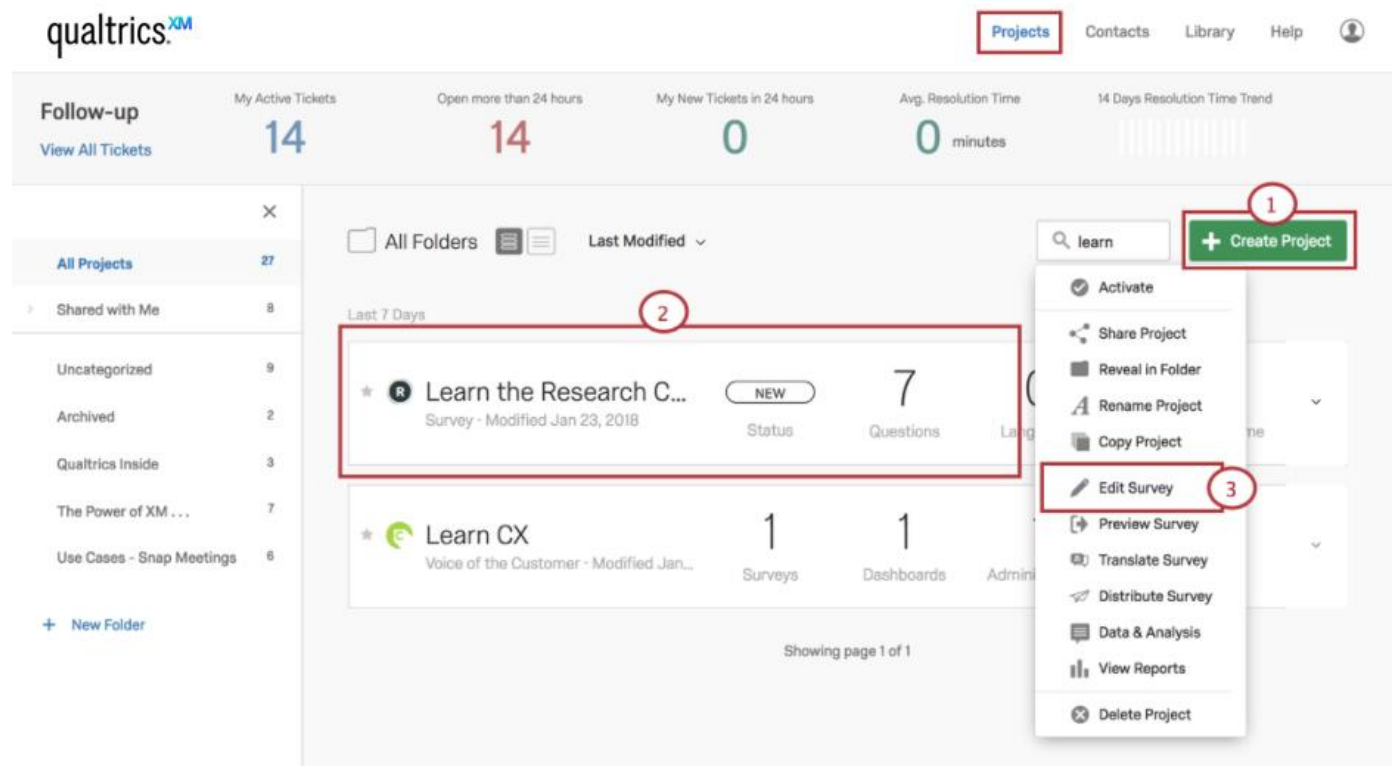 qualtrics.XM
Projects Contacts Library Help
Follow-up
View All Tickets
My Active Tickets
14
Open more than 24 hours
14
My New Tickets in 24 hours
0
Avg. Resolution Time
0 minutes
14 Days Resolution Time Trend
All Projects 27
Shared with Me 8
Uncategorized 9
Archived 2
Qualtrics Inside 3
The Power of XM . . . 7
Use Cases - Snap Meetings 6
+ New Folder
All Folders Last Modified
learn
1
+ Create Project
Last 7 Days
2
R Learn the Research C...
Survey - Modified Jan 23, 2018
NEW
Status
7
Questions
Lang
me
C Learn CX
Voice of the Customer - Modified Jan...
1
Surveys
1
Dashboards
Admini
Showing page 1 of 1
Activate
Share Project
Reveal in Folder
A Rename Project
Copy Project
Edit Survey 3
Preview Survey
Translate Survey
Distribute Survey
Data & Analysis
View Reports
Delete Project